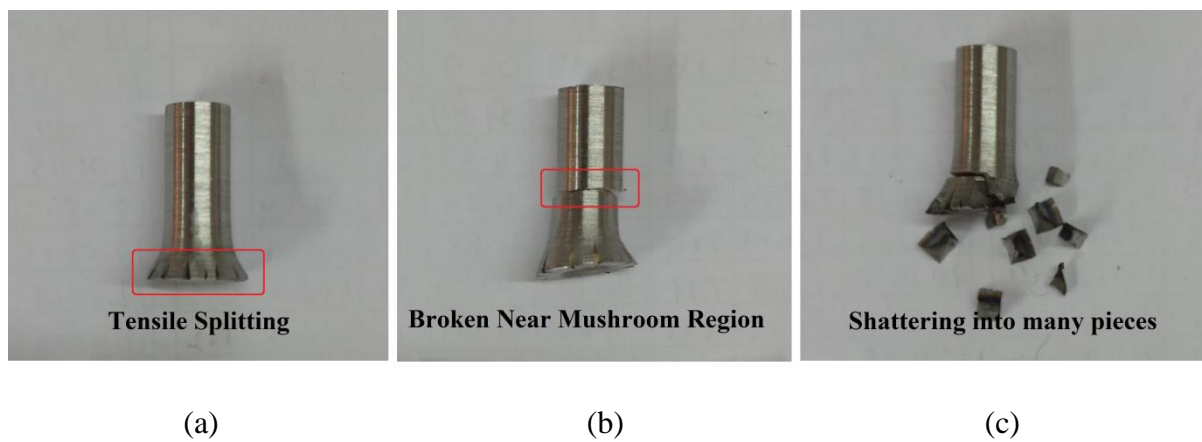 Tensile Splitting
Broken Near Mushroom Region
Shattering into many pieces
(a)
(b)
(c)